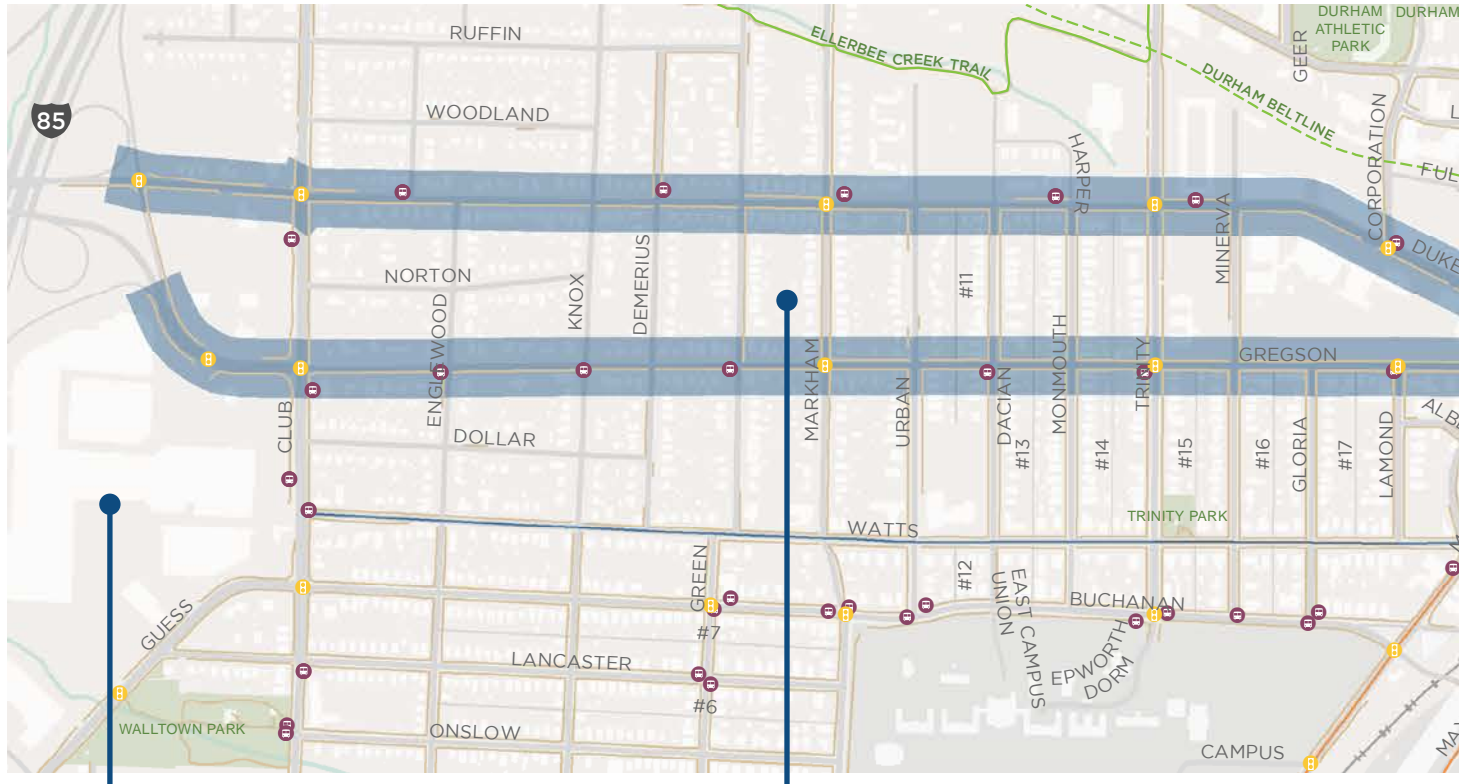 DURHAM
ATHLETIC
PARK
DURHAM
RUFFIN
ELLERBEE CREEK TRAIL
GEER
DURHAM BELTLINE
85
WOODLAND
CORPORATION
HARPER
FUL
MINERVA
DUKE
NORTON
ENGLEWOOD
KNOX
DEMERIUS
#11
MARKHAM
URBAN
DACIAN
MONMOUTH
TRINITY
GREGSON
CLUB
DOLLAR
#13
#14
#15
#16
GLORIA
#17
LAMOND
ALB
TRINITY PARK
WATTS
GREEN
#12
GUESS
#7
EAST CAMPUS
UNION
BUCHANAN
LANCASTER
EPWORTH
DORM
#6
WALLTOWN PARK
ONSLOW
CAMPUS
MA